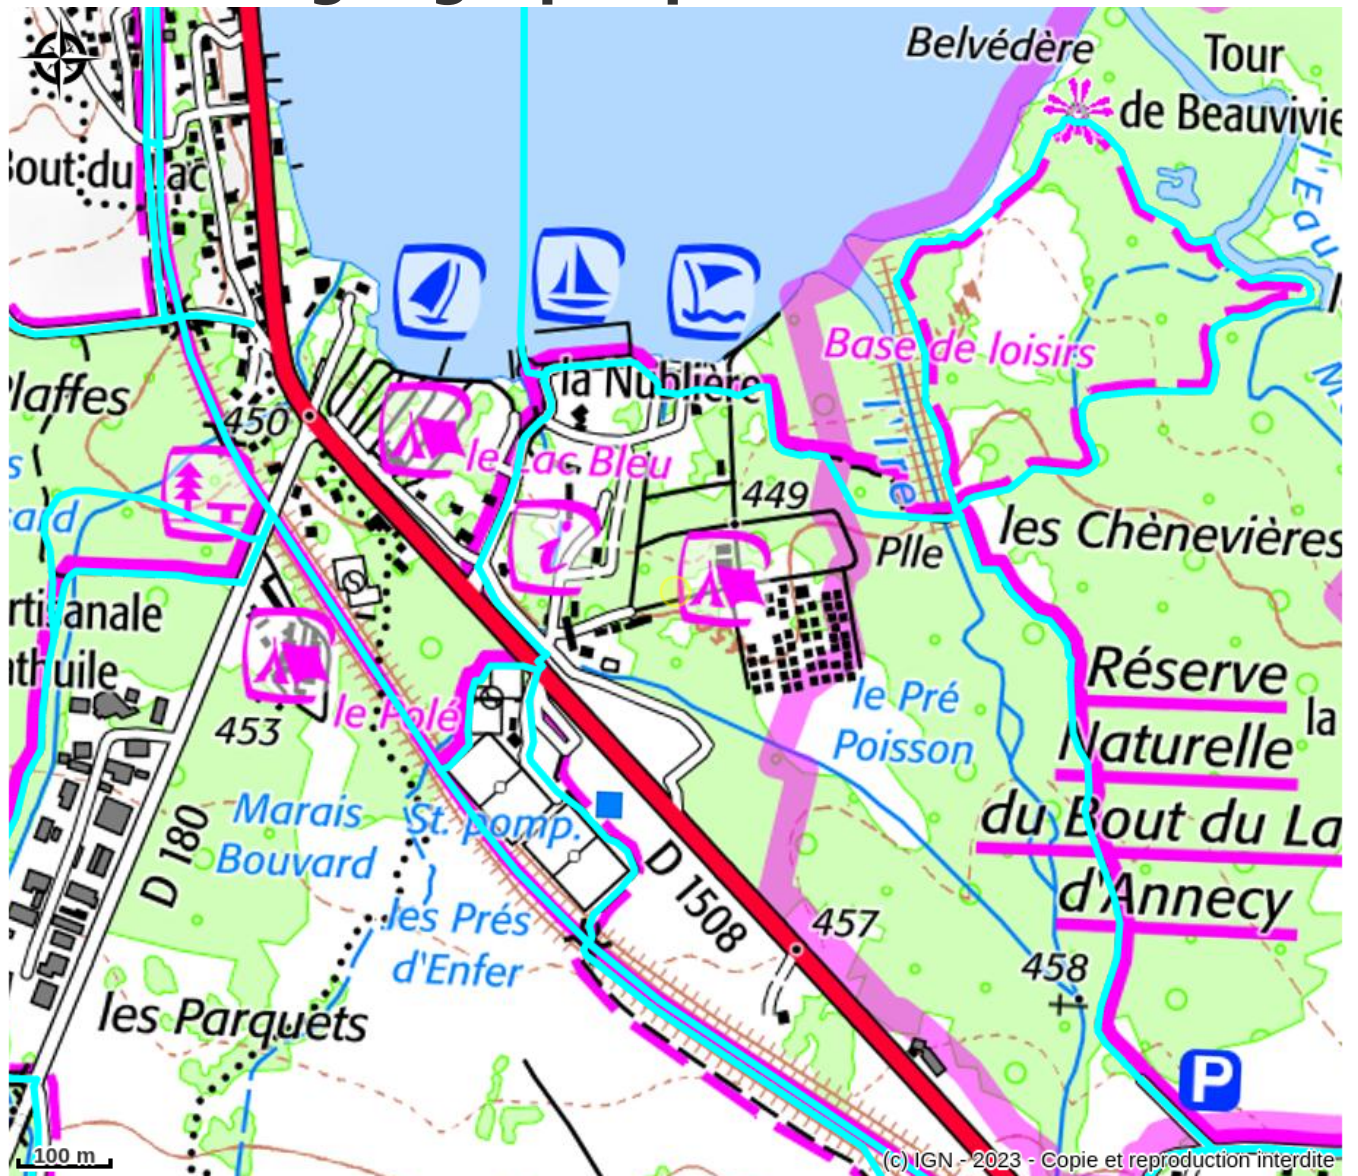 Belvédère
Tour
de Beauvivie
Bout du Lac
l'Eau
Base de loisirs
la Nublière
laffes
450
le Lac Bleu
l'Ire
449
ard
i
Plle
les Chènevières
rtisanale
thuile
le Polé
453
le Pré
Poisson
Réserve
Naturelle
du Bout du La
d'Annecy
la
Marais
Bouvard
St. pomp.
D 180
D 1508
les Prés
d'Enfer
457
458
les Parquets
P
100 m
(c) IGN - 2023 - Copie et reproduction interdite